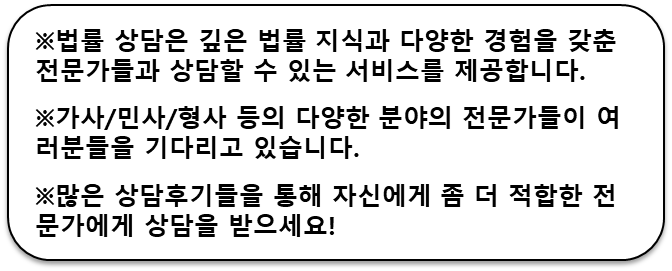 ※법률 상담은 깊은 법률 지식과 다양한 경험을 갖춘
전문가들과 상담할 수 있는 서비스를 제공합니다.
※가사/민사/형사 등의 다양한 분야의 전문가들이 여
러분들을 기다리고 있습니다.
※많은 상담후기들을 통해 자신에게 좀 더 적합한 전
문가에게 상담을 받으세요!